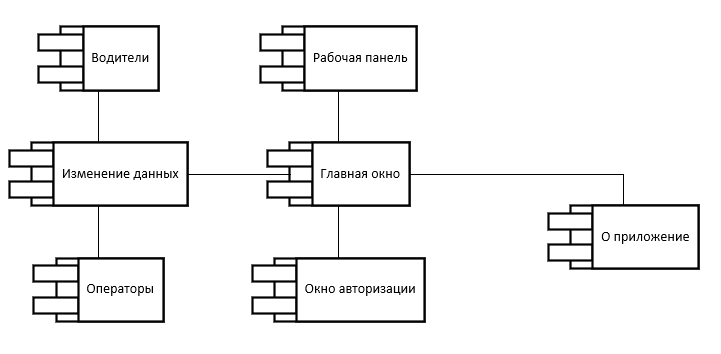 Водители
Рабочая панель
Изменение данных
Главная окно
О приложение
Операторы
Окно авторизации